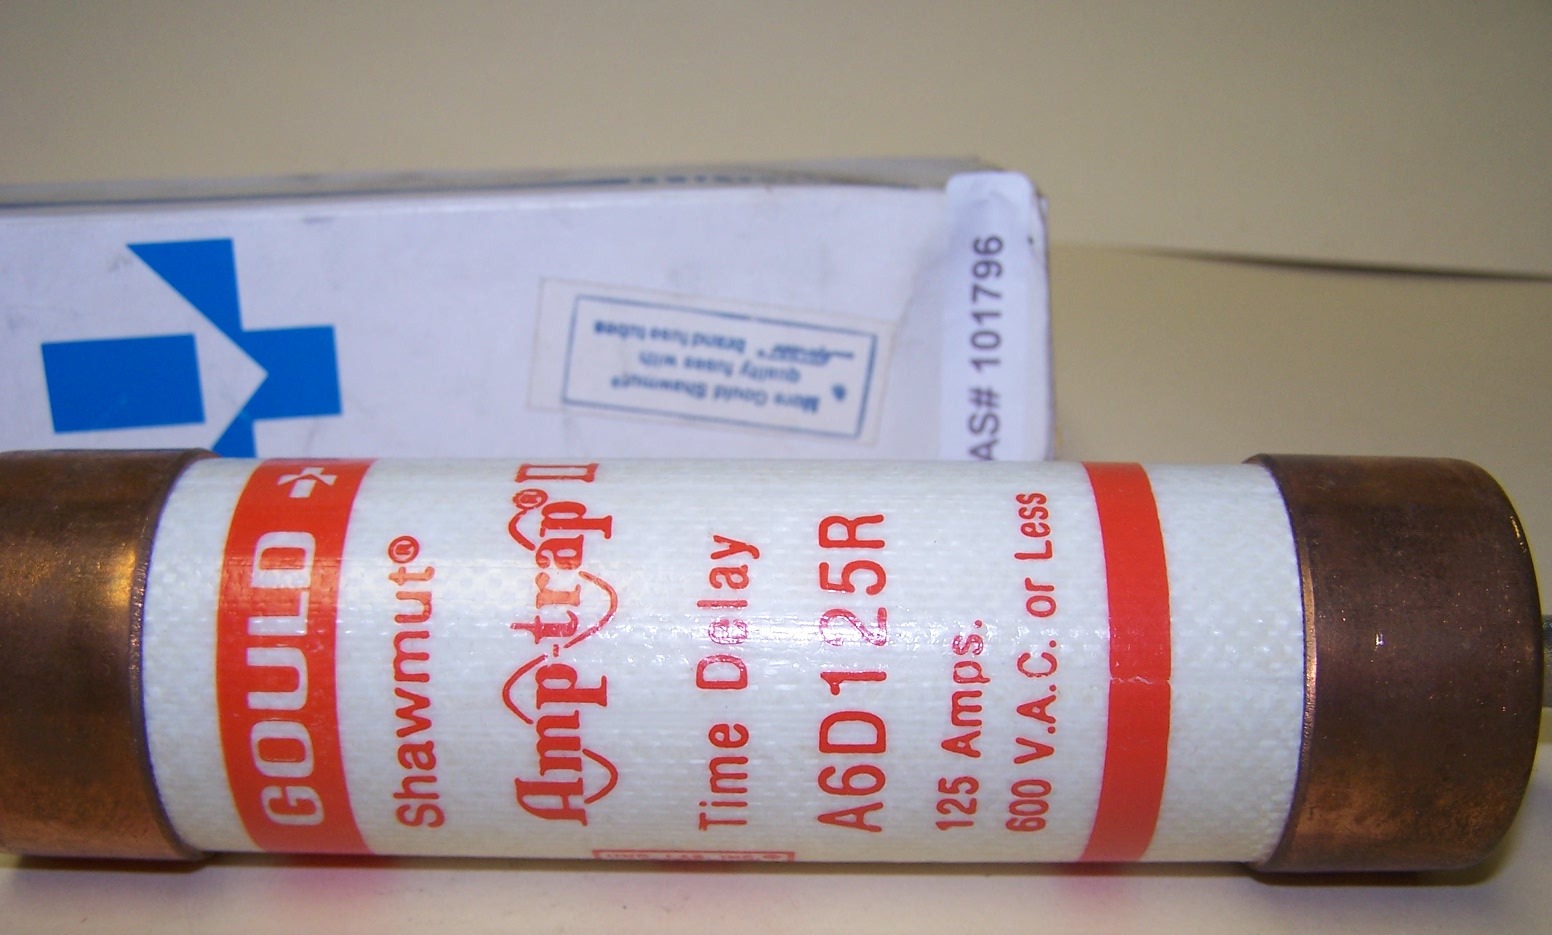 GOULD
Shawmut®
Amp-trap® II
Time Delay
A6D125R
125 Amps.
600 V.A.C. or Less
AS# 101796
More Gould Shawmut®
quality fuses with
brand fuse tubes